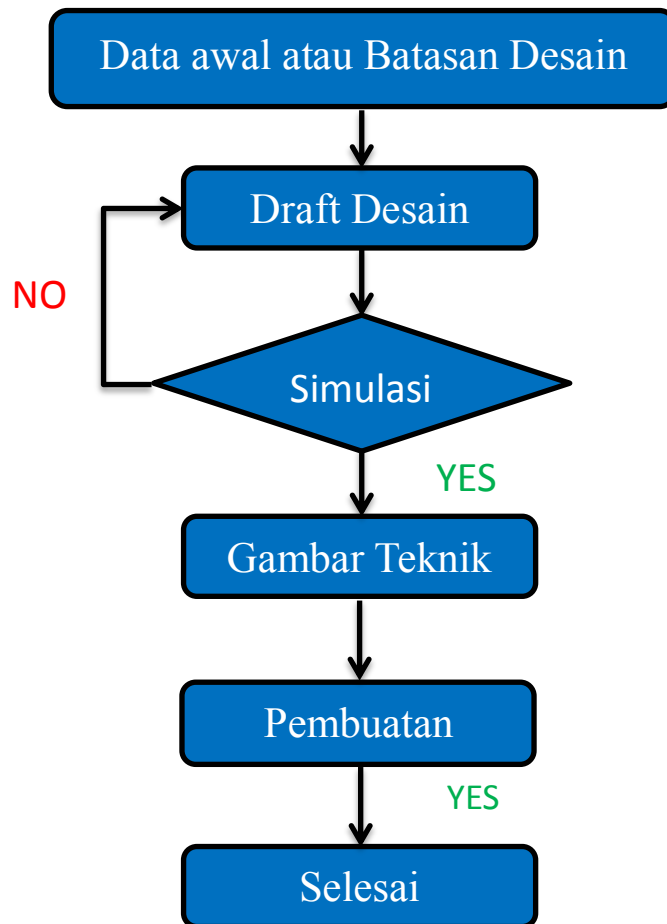 Data awal atau Batasan Desain
Draft Desain
NO
Simulasi
YES
Gambar Teknik
Pembuatan
YES
Selesai